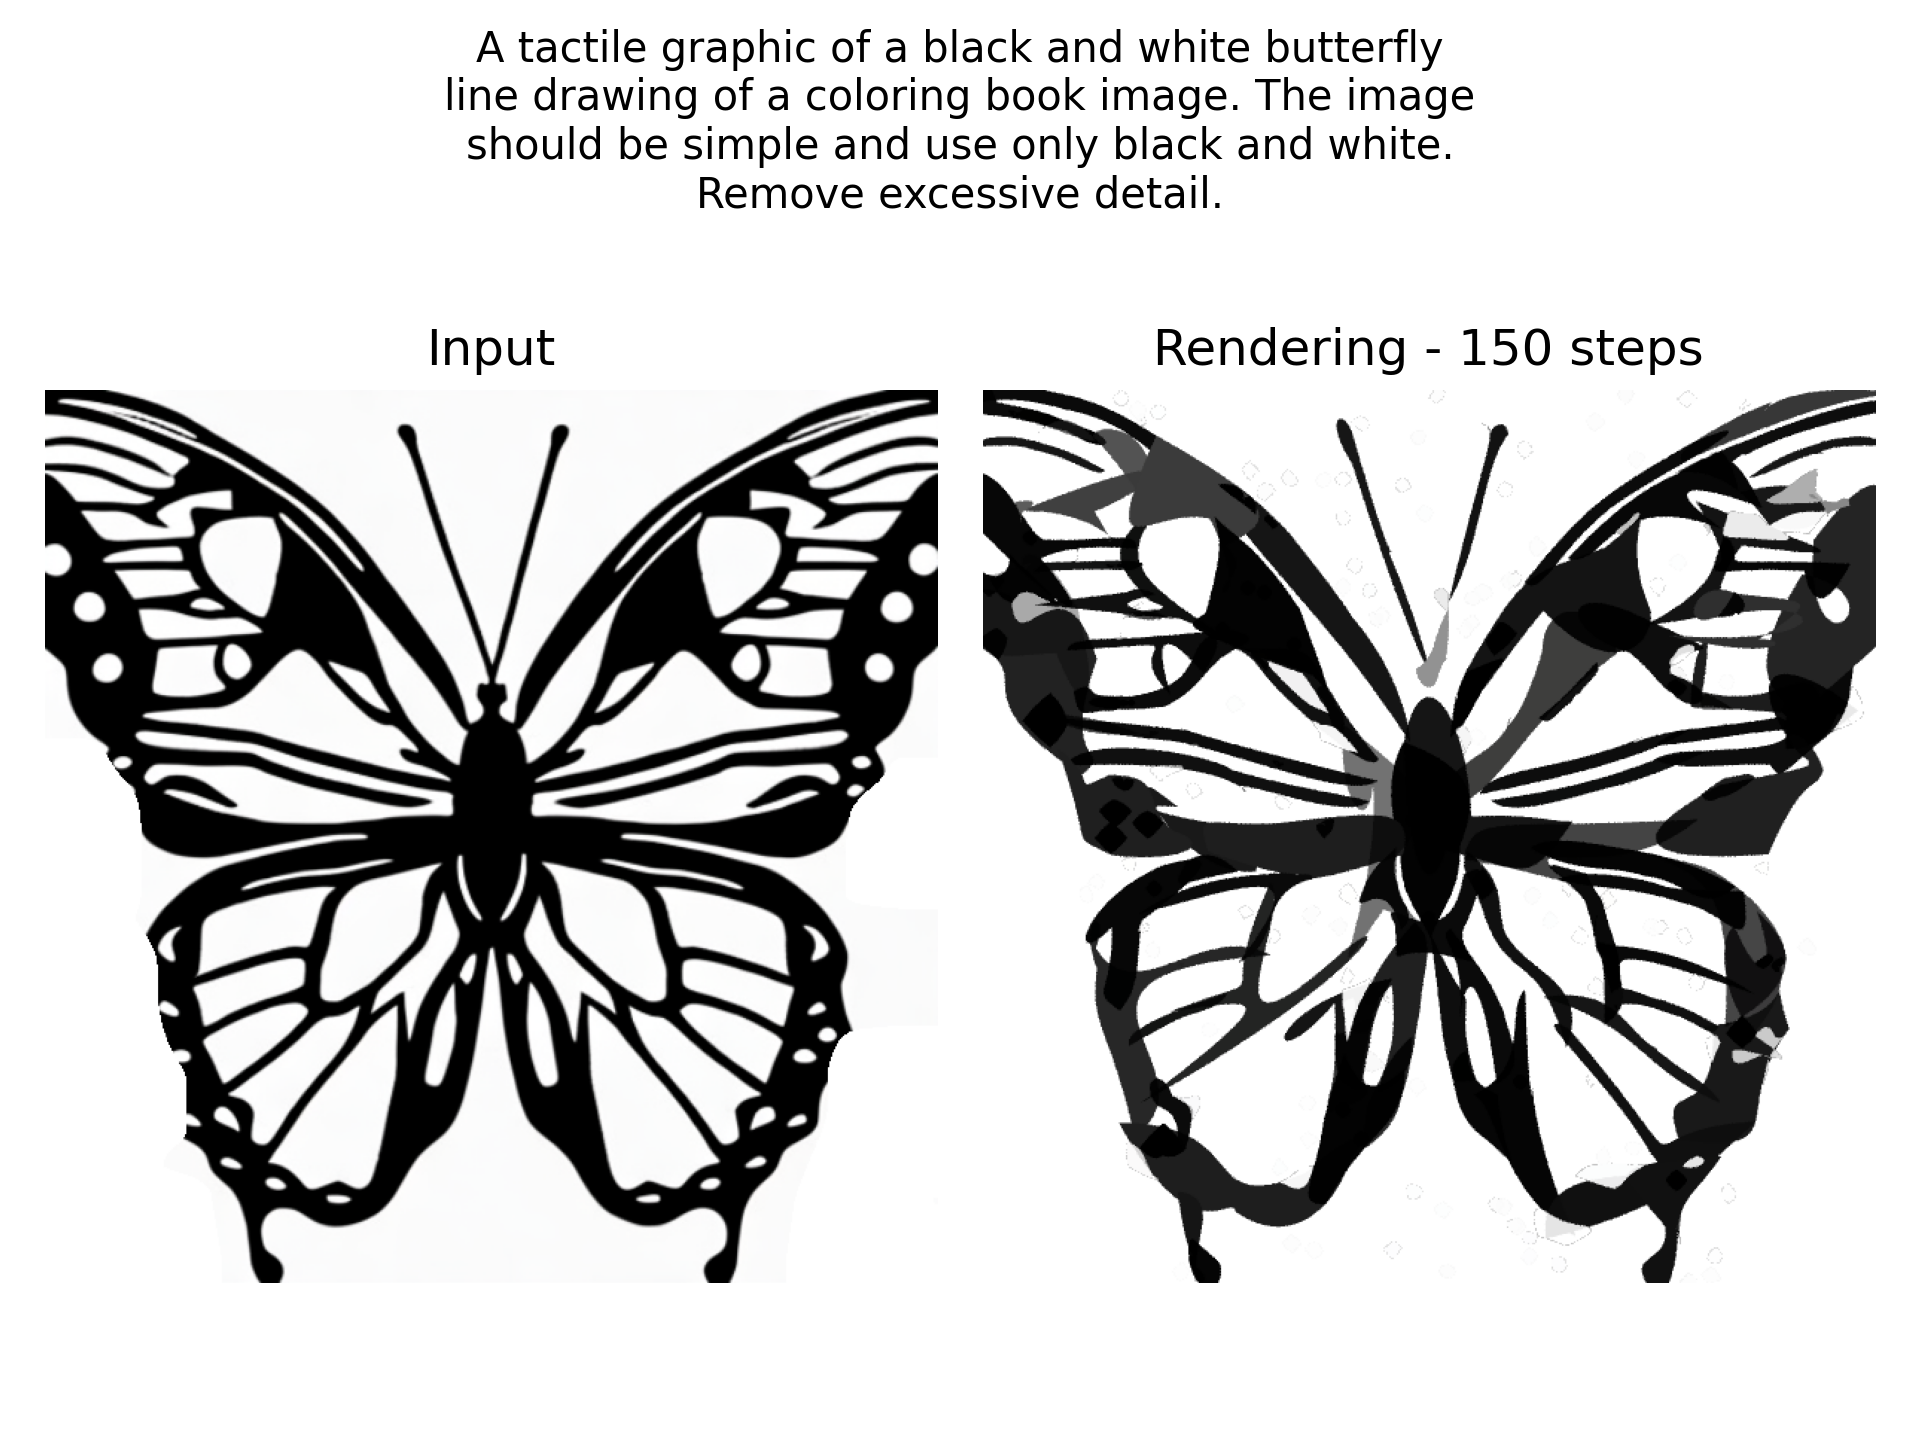 A tactile graphic of a black and white butterfly
line drawing of a coloring book image. The image
should be simple and use only black and white.
Remove excessive detail.
Input
Rendering - 150 steps